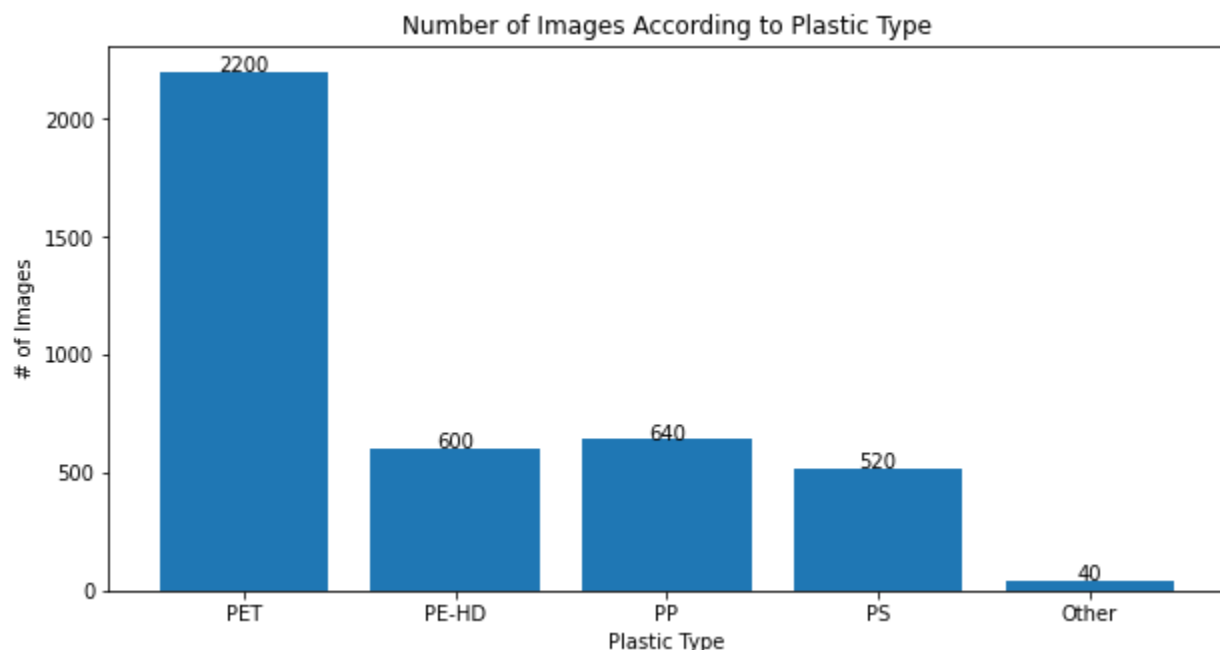 Number of Images According to Plastic Type
2200
2000
1500
1000
500
0
# of Images
600
640
520
40
PET PE-HD PP PS Other
Plastic Type